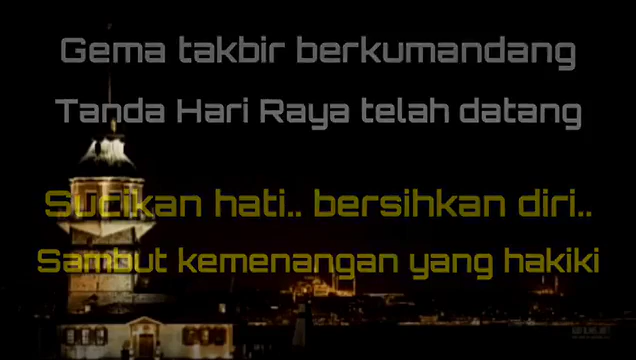 Gema takbir berkumandang
Tanda Hari Raya telah datang
Sucikan hati.. bersihkan diri..
Sambut kemenangan yang hakiki